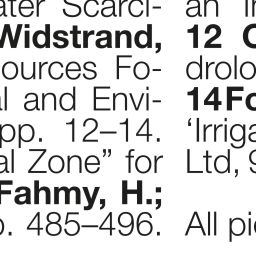 ater Scarci-
Widstrand,
ources Fo-
l and Envi-
pp. 12–14.
al Zone” for
Fahmy, H.;
. 485–496.
an
12
drolo
14 Fo
‘Irriga
Ltd, 9
All pi